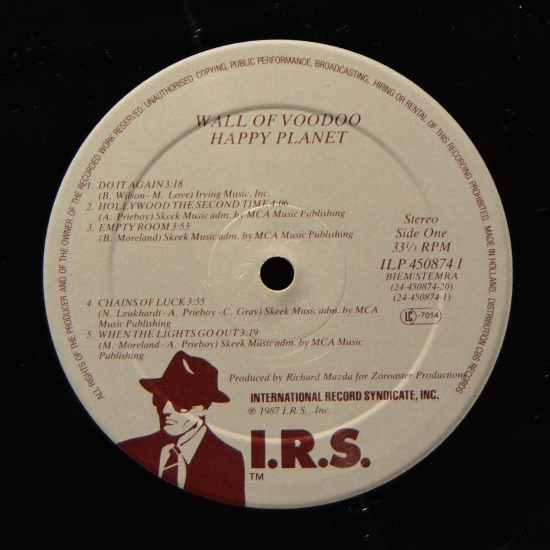 ALL RIGHTS OF THE PRODUCER AND OF THE OWNER OF THE RECORDED WORK RESERVED. UNAUTHORISED COPYING, PUBLIC PERFORMANCE, BROADCASTING, HIRING OR RENTAL OF THIS RECORDING PROHIBITED. MADE IN HOLLAND. DISTRIBUTION CBS RECORDS
WALL OF VOODOO
HAPPY PLANET
1. DO IT AGAIN 3:18
(B. Wilson - M. Love) Irving Music, Inc.
2. HOLLYWOOD THE SECOND TIME 4:06
(A. Prieboy) Skeek Music adm. by MCA Music Publishing
3. EMPTY ROOM 3:53
(B. Moreland) Skeek Music adm. by MCA Music Publishing
4. CHAINS OF LUCK 3:55
(N. Leukhardt - A. Prieboy - C. Gray) Skeek Music adm. by MCA
Music Publishing
5. WHEN THE LIGHTS GO OUT 3:19
(M. Moreland - A. Prieboy) Skeek Music adm. by MCA Music
Publishing
Stereo
Side One
33⅓ RPM
ILP 450874 1
BIEM/STEMRA
(24-450874-20)
(24-450874-1)
LC -7014
Produced by Richard Mazda for Zoroaster Productions
INTERNATIONAL RECORD SYNDICATE, INC.
℗ 1987 I.R.S., Inc.
I.R.S.
TM